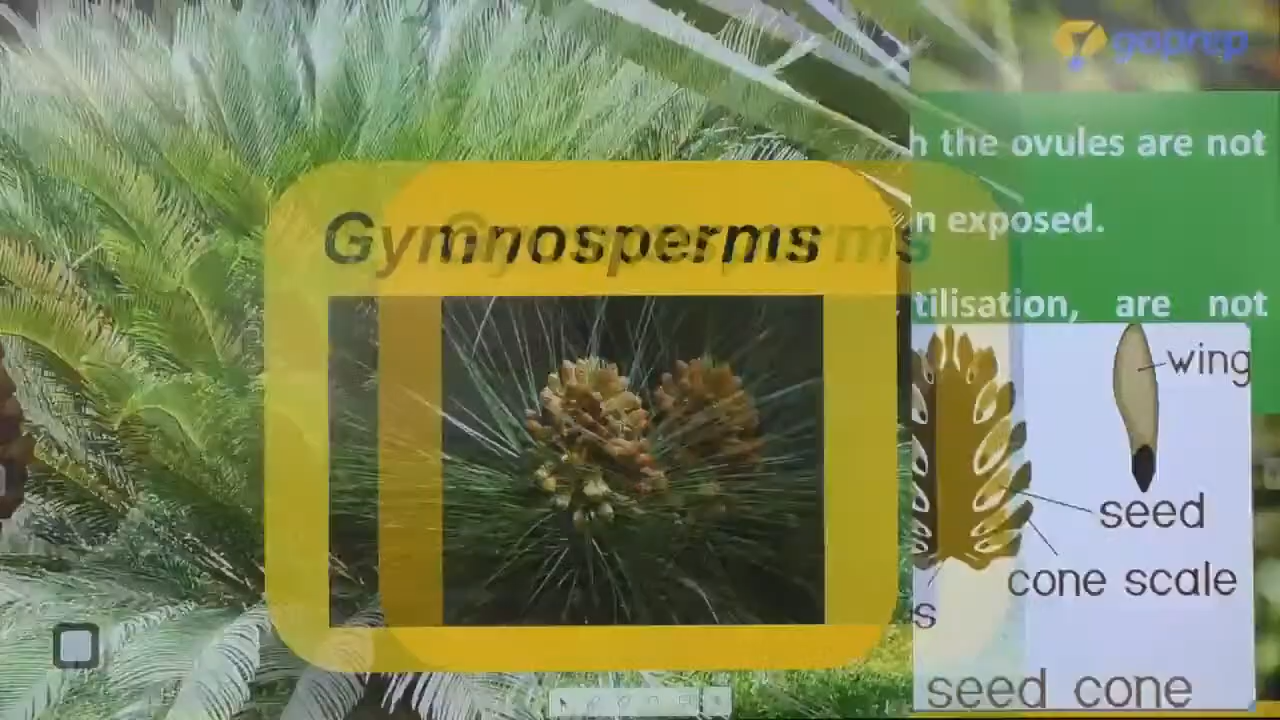 goprep
h the ovules are not
n exposed.
tilisation, are not
Gymnosperms
wing
seed
cone scale
s
seed cone